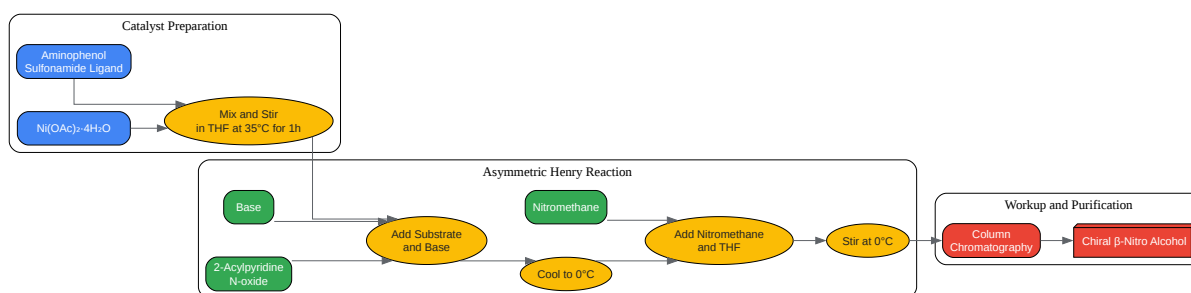 Catalyst Preparation
Aminophenol
Sulfonamide Ligand
Ni(OAc)₂·4H₂O
Mix and Stir
in THF at 35°C for 1h
Asymmetric Henry Reaction
Base
2-Acylpyridine
N-oxide
Add Substrate
and Base
Cool to 0°C
Nitromethane
Add Nitromethane
and THF
Stir at 0°C
Workup and Purification
Column
Chromatography
Chiral β-Nitro Alcohol